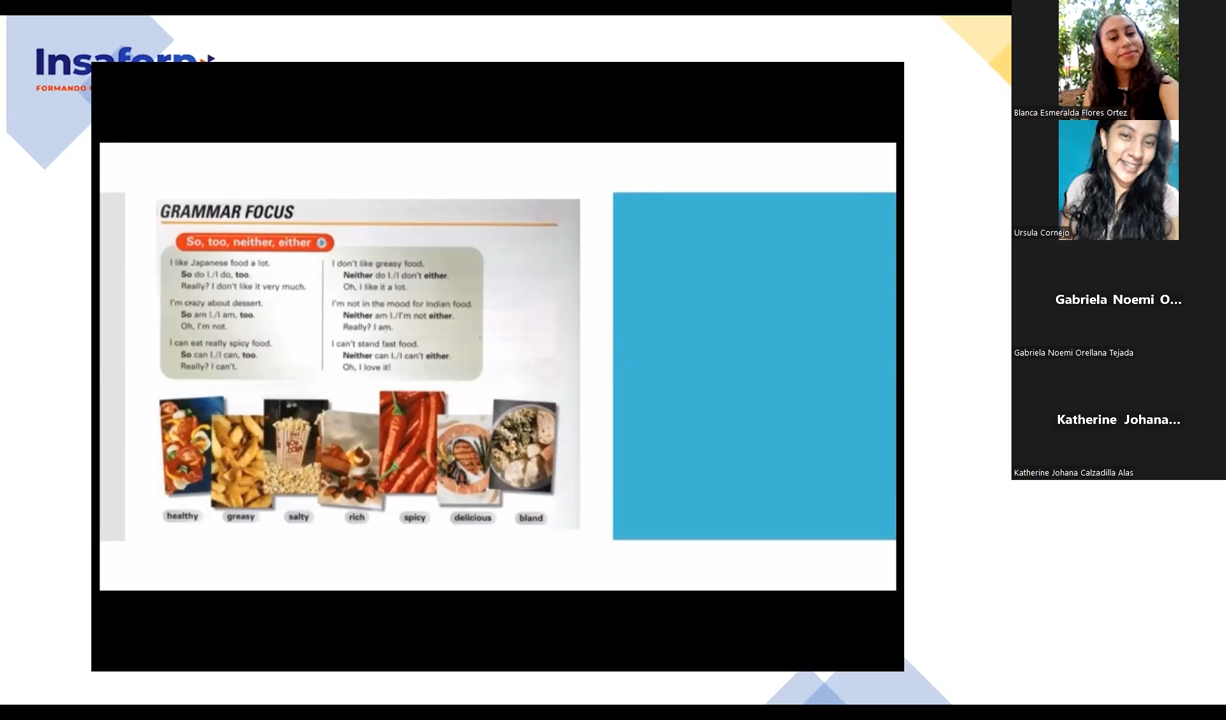 Insaforp
FORMANDO
GRAMMAR FOCUS
So, too, neither, either
I like Japanese food a lot.
So do I./I do, too.
Really? I don't like it very much.
I'm crazy about dessert.
So am I./I am, too.
Oh, I'm not.
I can eat really spicy food.
So can I./I can, too.
Really? I can't.
I don't like greasy food.
Neither do I./I don't either.
Oh, I like it a lot.
I'm not in the mood for Indian food.
Neither am I./I'm not either.
Really? I am.
I can't stand fast food.
Neither can I./I can't either.
Oh, I love it!
healthy greasy salty rich spicy delicious bland
Blanca Esmeralda Flores Ortez
Ursula Cornejo
Gabriela Noemi O...
Gabriela Noemi Orellana Tejada
Katherine Johana...
Katherine Johana Calzadilla Alas